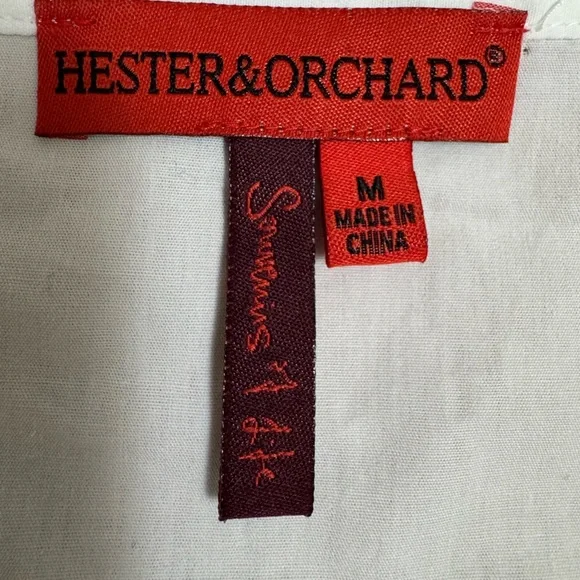 HESTER&ORCHARD®
M
MADE IN
CHINA
Souvenirs of Life